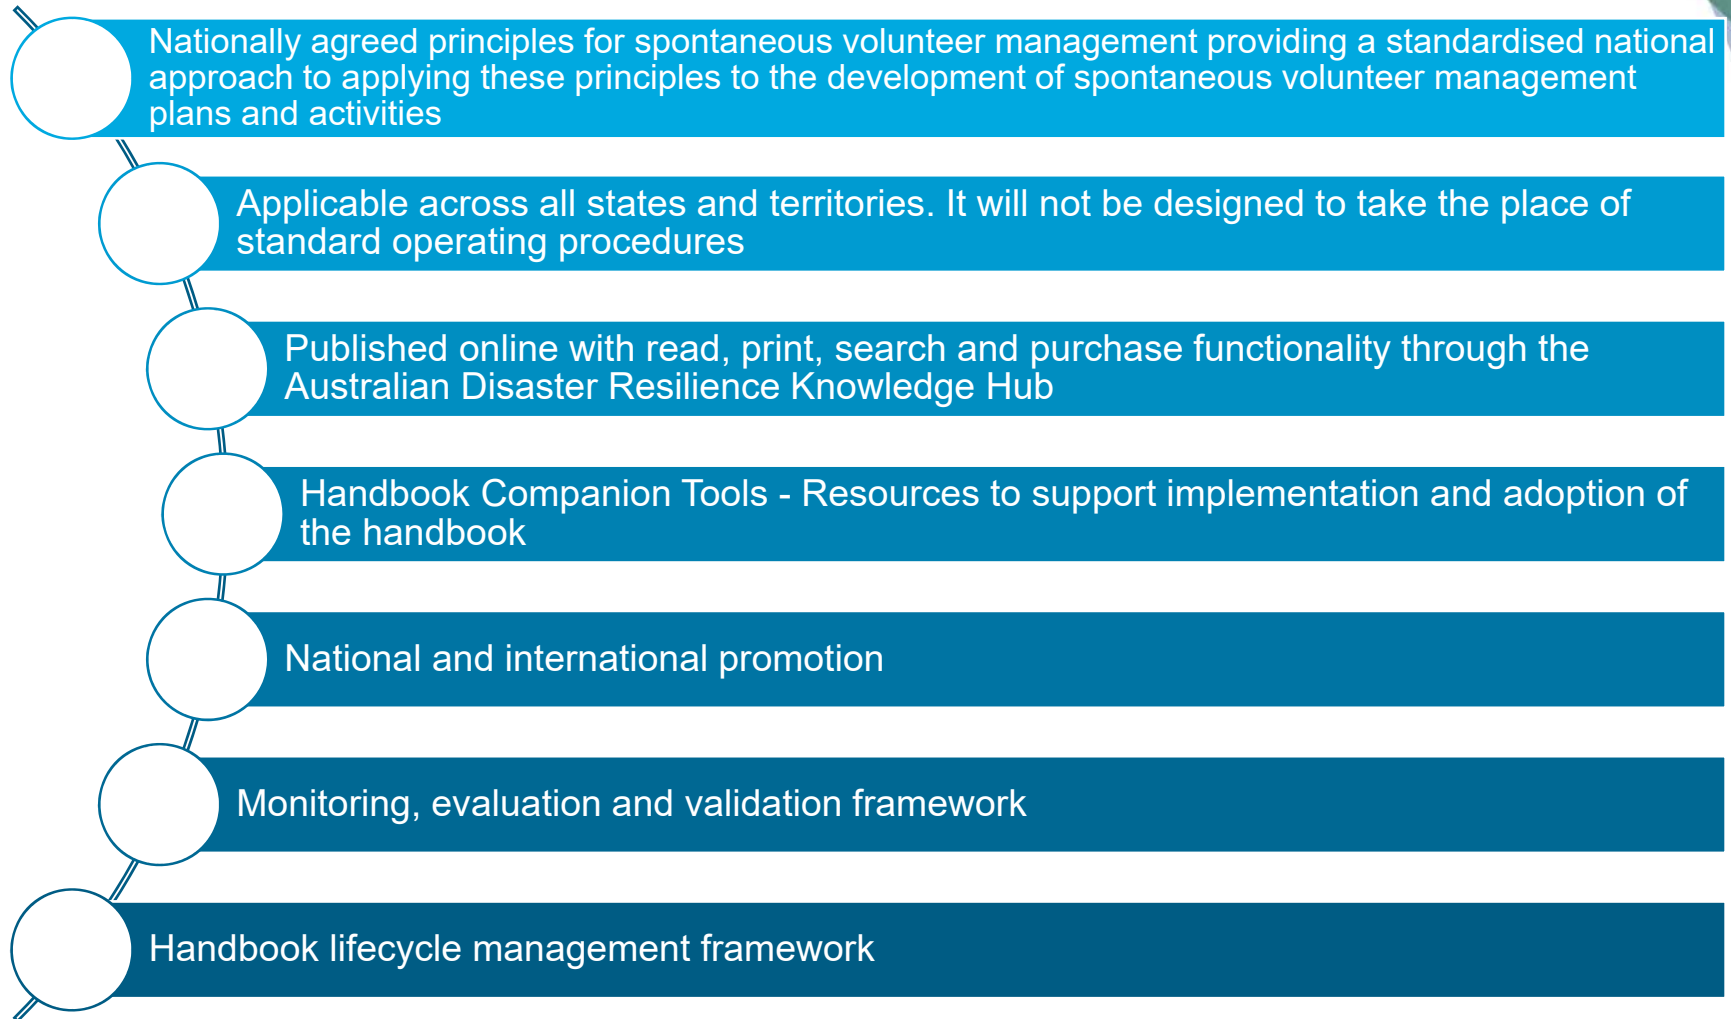 Nationally agreed principles for spontaneous volunteer management providing a standardised national
approach to applying these principles to the development of spontaneous volunteer management
plans and activities
Applicable across all states and territories. It will not be designed to take the place of
standard operating procedures
Published online with read, print, search and purchase functionality through the
Australian Disaster Resilience Knowledge Hub
Handbook Companion Tools - Resources to support implementation and adoption of
the handbook
National and international promotion
Monitoring, evaluation and validation framework
Handbook lifecycle management framework